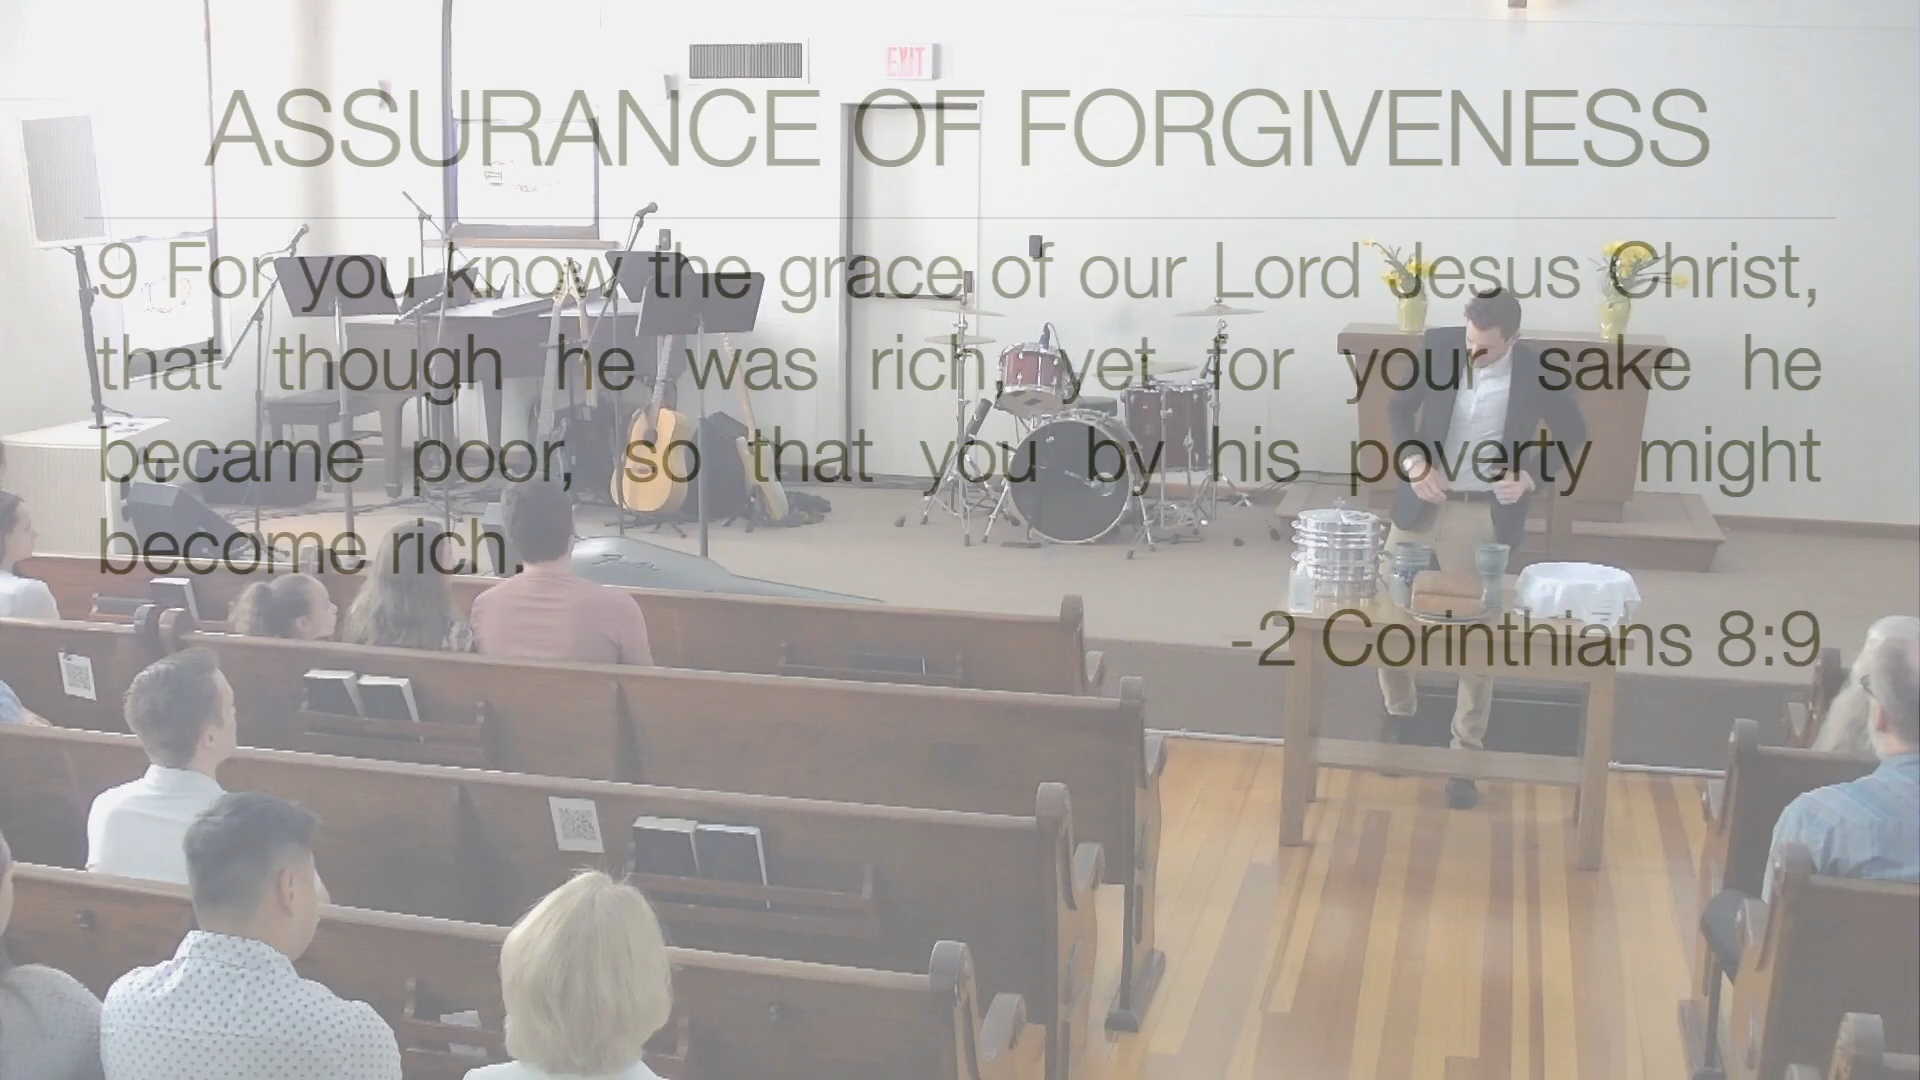 EXIT
ASSURANCE OF FORGIVENESS
9 For you know the grace of our Lord Jesus Christ,
that though he was rich, yet for your sake he
became poor, so that you by his poverty might
become rich.
-2 Corinthians 8:9